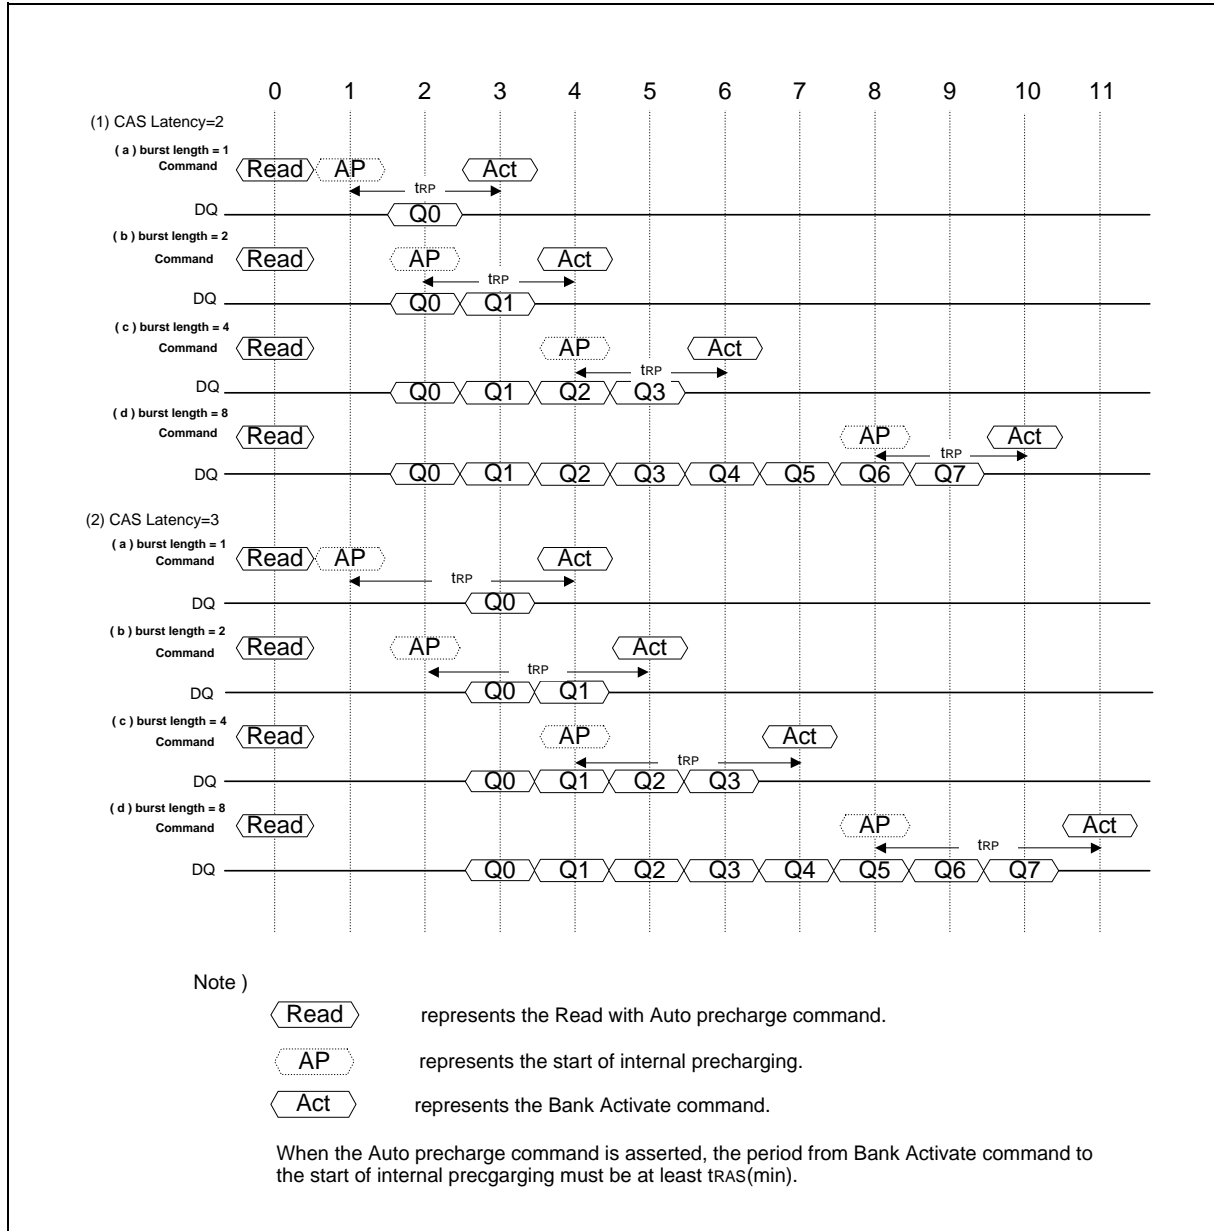 0 1 2 3 4 5 6 7 8 9 10 11
(1) CAS Latency=2
( a ) burst length = 1
Command Read AP Act
tRP
DQ Q0
( b ) burst length = 2
Command Read AP Act
tRP
DQ Q0 Q1
( c ) burst length = 4
Command Read AP Act
tRP
DQ Q0 Q1 Q2 Q3
( d ) burst length = 8
Command Read AP Act
tRP
DQ Q0 Q1 Q2 Q3 Q4 Q5 Q6 Q7
(2) CAS Latency=3
( a ) burst length = 1
Command Read AP Act
tRP
DQ Q0
( b ) burst length = 2
Command Read AP Act
tRP
DQ Q0 Q1
( c ) burst length = 4
Command Read AP Act
tRP
DQ Q0 Q1 Q2 Q3
( d ) burst length = 8
Command Read AP Act
tRP
DQ Q0 Q1 Q2 Q3 Q4 Q5 Q6 Q7
Note )
Read represents the Read with Auto precharge command.
AP represents the start of internal precharging.
Act represents the Bank Activate command.
When the Auto precharge command is asserted, the period from Bank Activate command to
the start of internal precgarging must be at least tRAS(min).